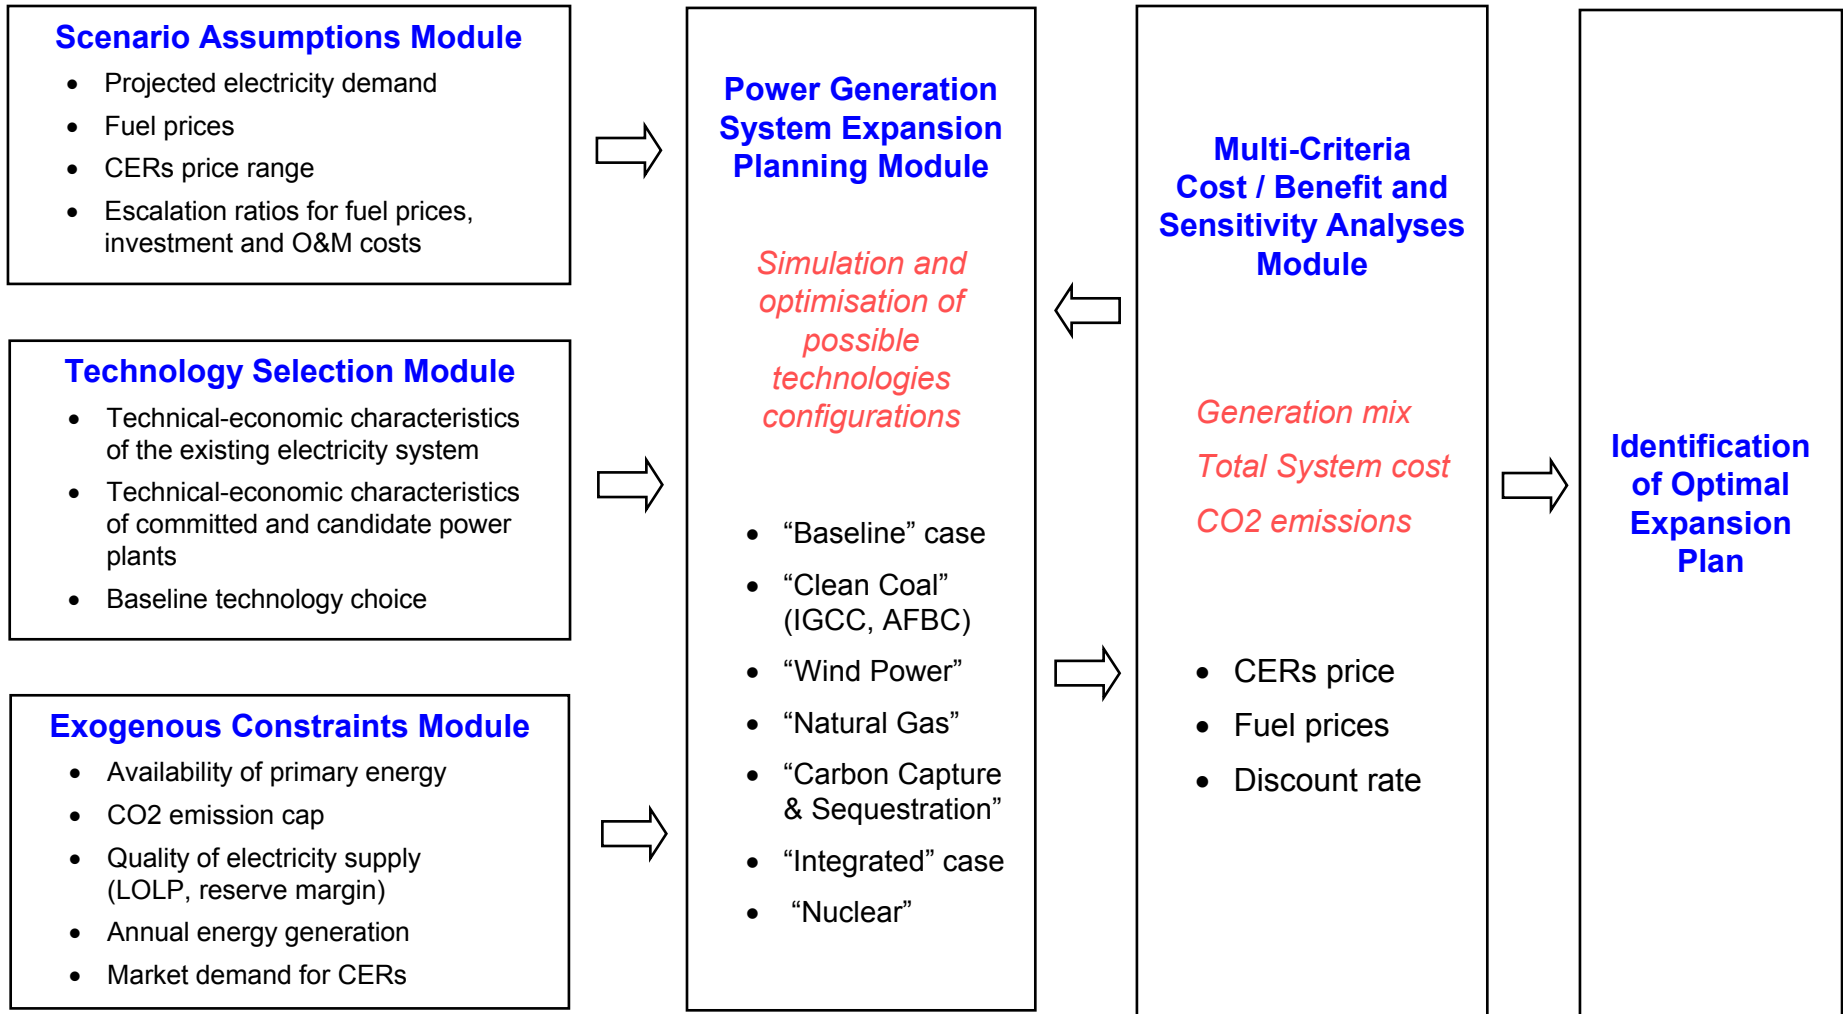 Scenario Assumptions Module
• Projected electricity demand
• Fuel prices
• CERs price range
• Escalation ratios for fuel prices,
investment and O&M costs
Technology Selection Module
• Technical-economic characteristics
of the existing electricity system
• Technical-economic characteristics
of committed and candidate power
plants
• Baseline technology choice
Exogenous Constraints Module
• Availability of primary energy
• CO2 emission cap
• Quality of electricity supply
(LOLP, reserve margin)
• Annual energy generation
• Market demand for CERs
Power Generation
System Expansion
Planning Module
Simulation and
optimisation of
possible
technologies
configurations
• “Baseline” case
• “Clean Coal”
(IGCC, AFBC)
• “Wind Power”
• “Natural Gas”
• “Carbon Capture
& Sequestration”
• “Integrated” case
• “Nuclear”
Multi-Criteria
Cost / Benefit and
Sensitivity Analyses
Module
Generation mix
Total System cost
CO2 emissions
• CERs price
• Fuel prices
• Discount rate
Identification
of Optimal
Expansion
Plan